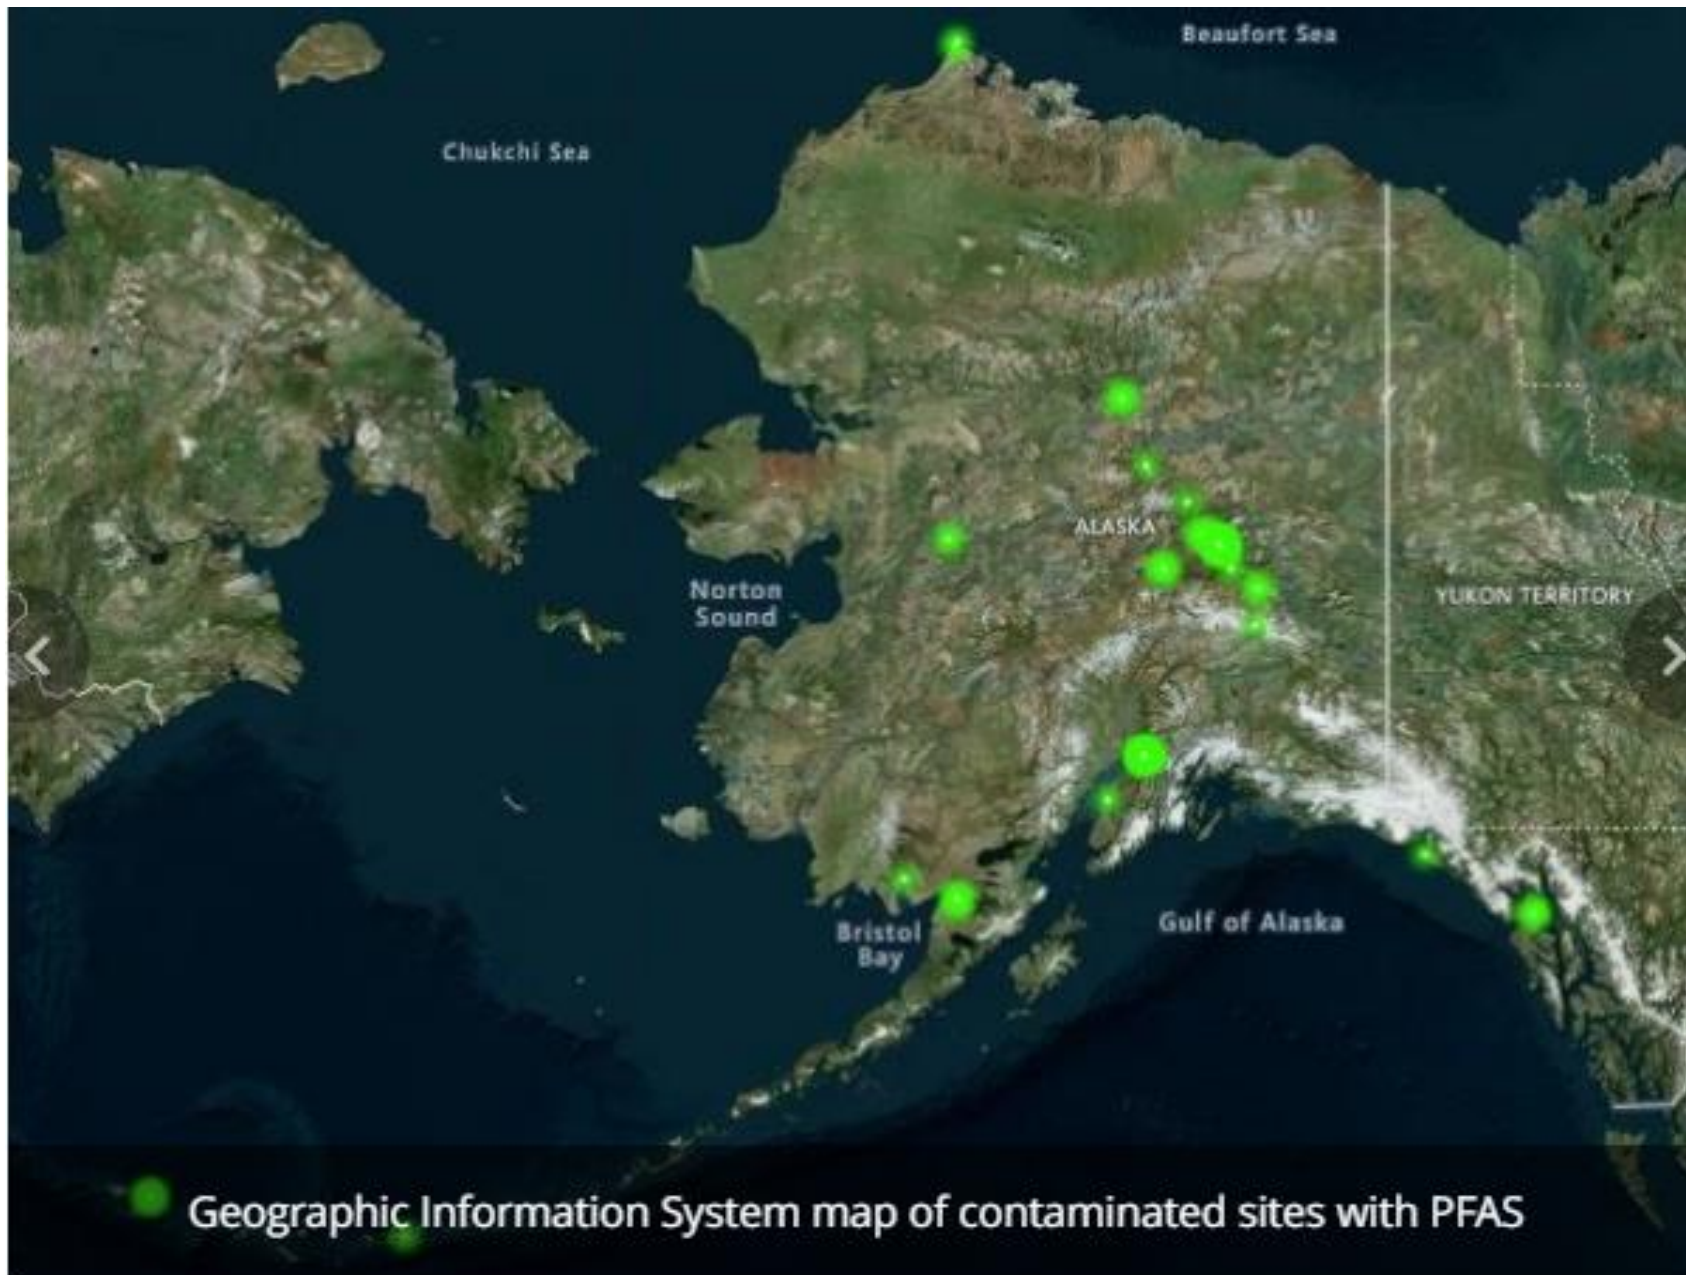 Beaufort Sea
Chukchi Sea
ALASKA
Norton
Sound
YUKON TERRITORY
Bristol
Bay
Gulf of Alaska
Geographic Information System map of contaminated sites with PFAS